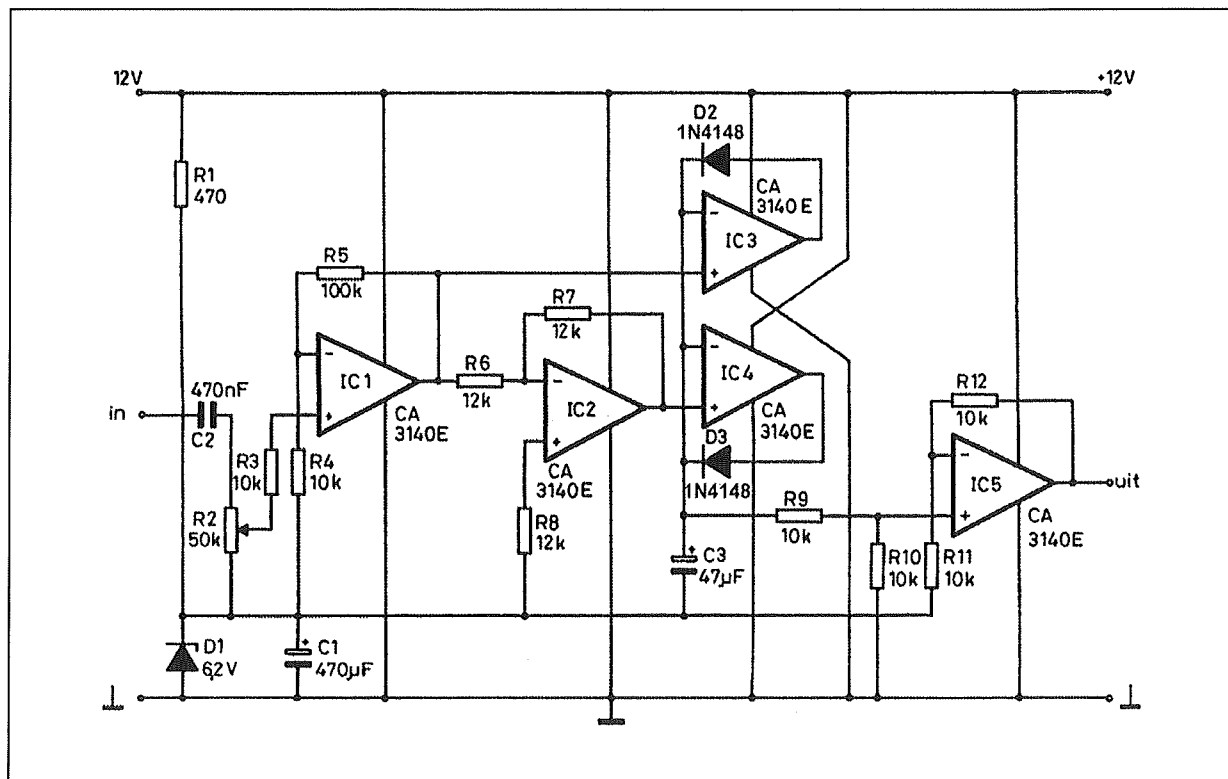 12V
+12V
D2
1N4148
R1
470
CA
3140E
−
IC3
+
R5
100k
R7
12k
−
IC1
+
R6
12k
−
IC4
+
470nF
in
C2
CA
3140E
−
IC2
+
CA
3140E
R12
10k
R3
10k
R4
10k
D3
1N4148
−
IC5
+
uit
CA
3140E
R2
50k
R8
12k
R9
10k
CA
3140E
+
C3
47µF
R10
10k
R11
10k
D1
6,2V
+
C1
470µF